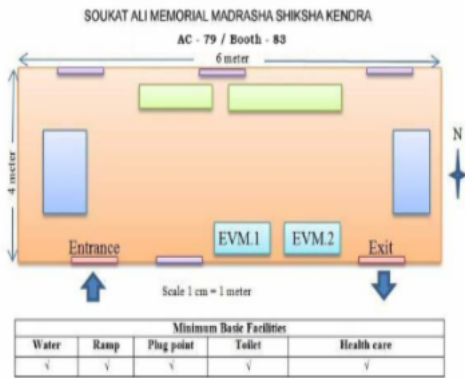 SOUKAT ALI MEMORIAL MADRASHA SHIKSHA KENDRA
AC - 79 / Booth - 83
6 meter
4 meter
N
EVM.1 EVM.2
Entrance Exit
Scale 1 cm = 1 meter
Minimum Basic Facilities
Water Ramp Plug point Toilet Health care
√ √ √ √ √